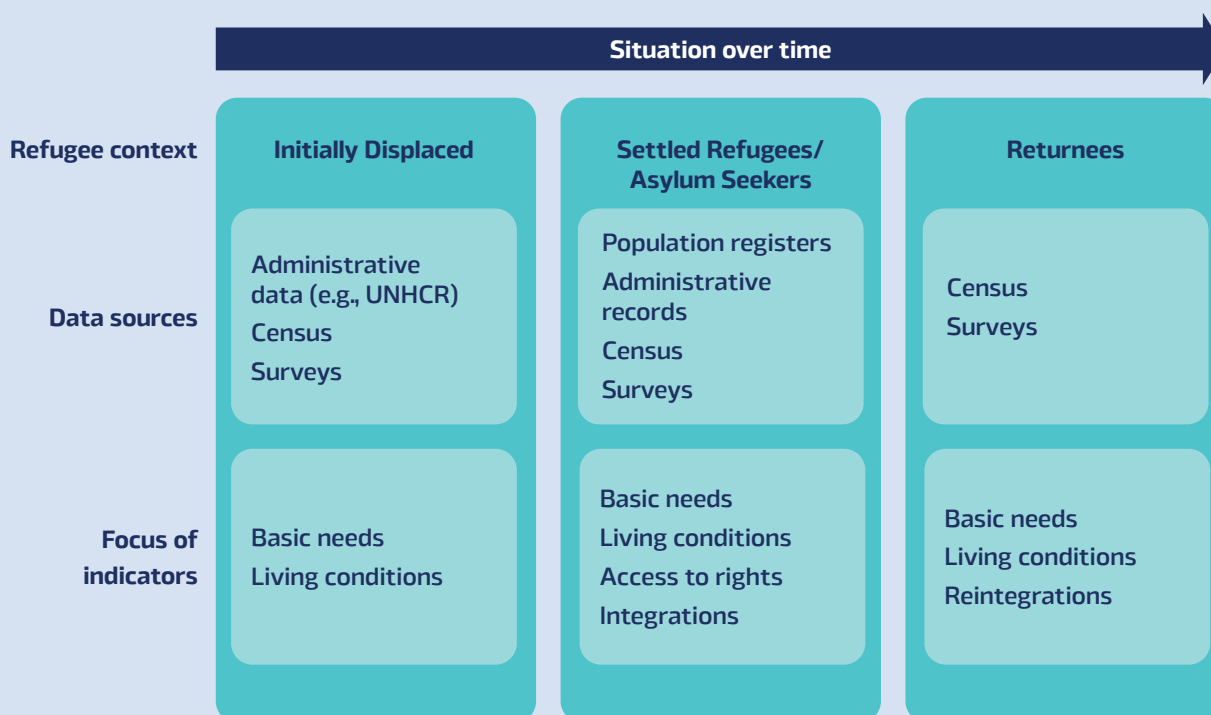 Situation over time
Refugee context
Initially Displaced
Settled Refugees/
Asylum Seekers
Returnees
Data sources
Administrative
data (e.g., UNHCR)
Census
Surveys
Population registers
Administrative
records
Census
Surveys
Census
Surveys
Focus of
indicators
Basic needs
Living conditions
Basic needs
Living conditions
Access to rights
Integrations
Basic needs
Living conditions
Reintegrations